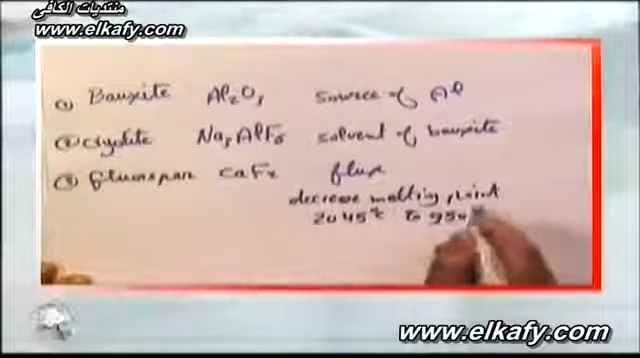 منتديات الكافى
www.elkafy.com
① Bauxite Al₂O₃ Source of Al
② Cryolite Na₃AlF₆ solvent of bauxite
③ Fluorspar CaF₂ flux
decrease melting point
2045°c to 950
www.elkafy.com